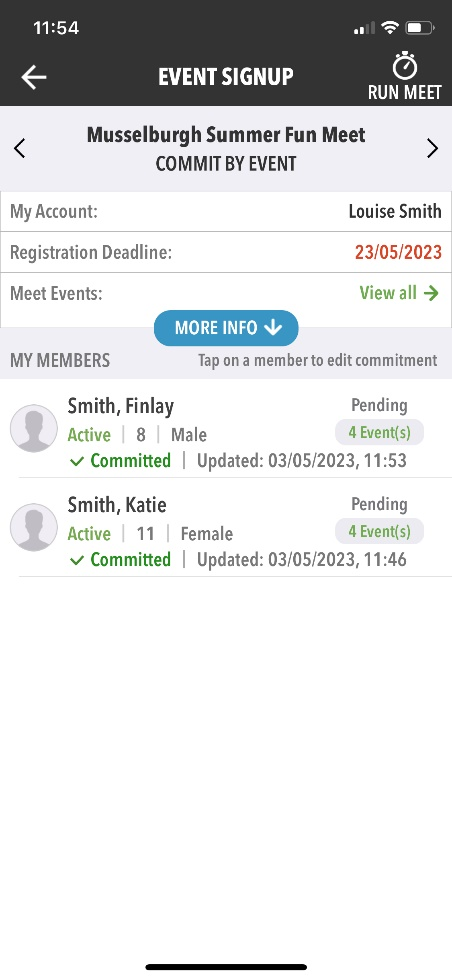 11:54
EVENT SIGNUP
RUN MEET
Musselburgh Summer Fun Meet
COMMIT BY EVENT
My Account: Louise Smith
Registration Deadline: 23/05/2023
Meet Events: View all →
MORE INFO ↓
MY MEMBERS Tap on a member to edit commitment
Smith, Finlay Pending
Active | 8 | Male 4 Event(s)
✓ Committed | Updated: 03/05/2023, 11:53
Smith, Katie Pending
Active | 11 | Female 4 Event(s)
✓ Committed | Updated: 03/05/2023, 11:46